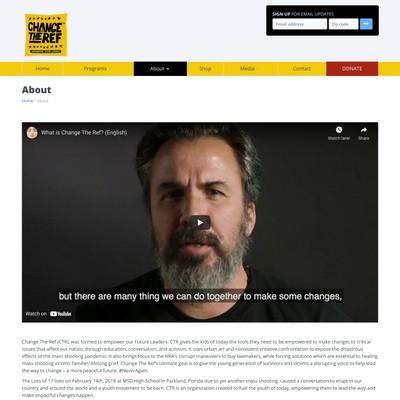 CHANGE
THE REF
SIGN UP FOR EMAIL UPDATES
Email address
Zip code
Home
Programs
About
Shop
Media
Contact
DONATE
About
Home / About
What is Change The Ref? (English)
Watch later
Share
but there are many thing we can do together to make some changes,
Watch on YouTube
Change The Ref (CTR), was formed to empower our Future Leaders. CTR gives the kids of today the tools they need to be empowered to make changes to critical
issues that affect our nation, through education, conversation, and activism. It uses urban art and nonviolent creative confrontation to expose the disastrous
effects of the mass shooting pandemic. It also brings focus to the NRA's corrupt maneuvers to buy lawmakers, while forcing solutions which are essential to healing
mass shooting victims' families' lifelong grief. Change The Ref's ultimate goal is to give the young generation of survivors and victims a disrupting voice to help lead
the way to change – a more peaceful future. #NeverAgain.
The Loss of 17 lives on February 14th, 2018 at MSD High School in Parkland, Florida due to yet another mass shooting, caused a conversation to erupt in our country
and around the world and a youth movement to be born. CTR is an organization created to fuel the youth of today, empowering them to lead the way and
make impactful changes happen.